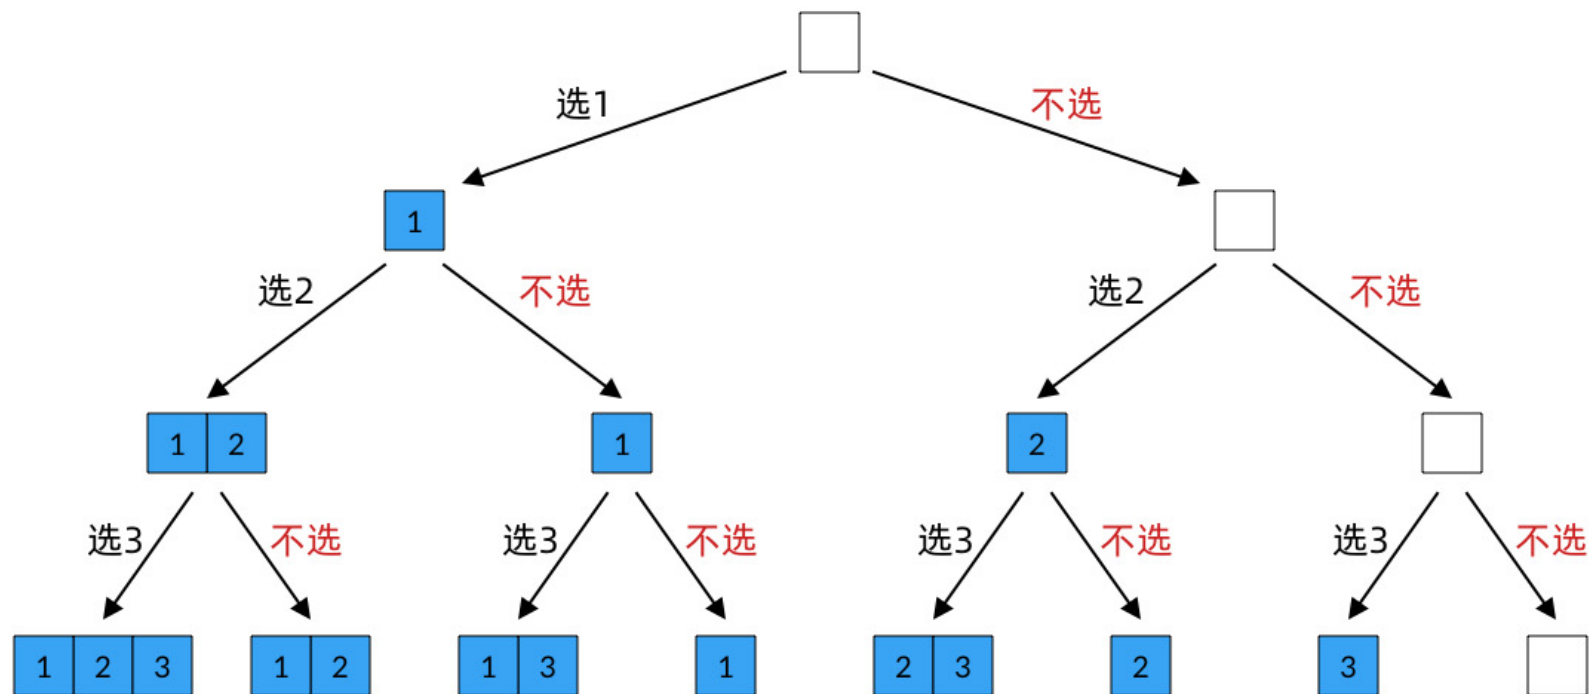 选1 不选
1
选2 不选 选2 不选
1 2 1 2
选3 不选 选3 不选 选3 不选 选3 不选
1 2 3 1 2 1 3 1 2 3 2 3